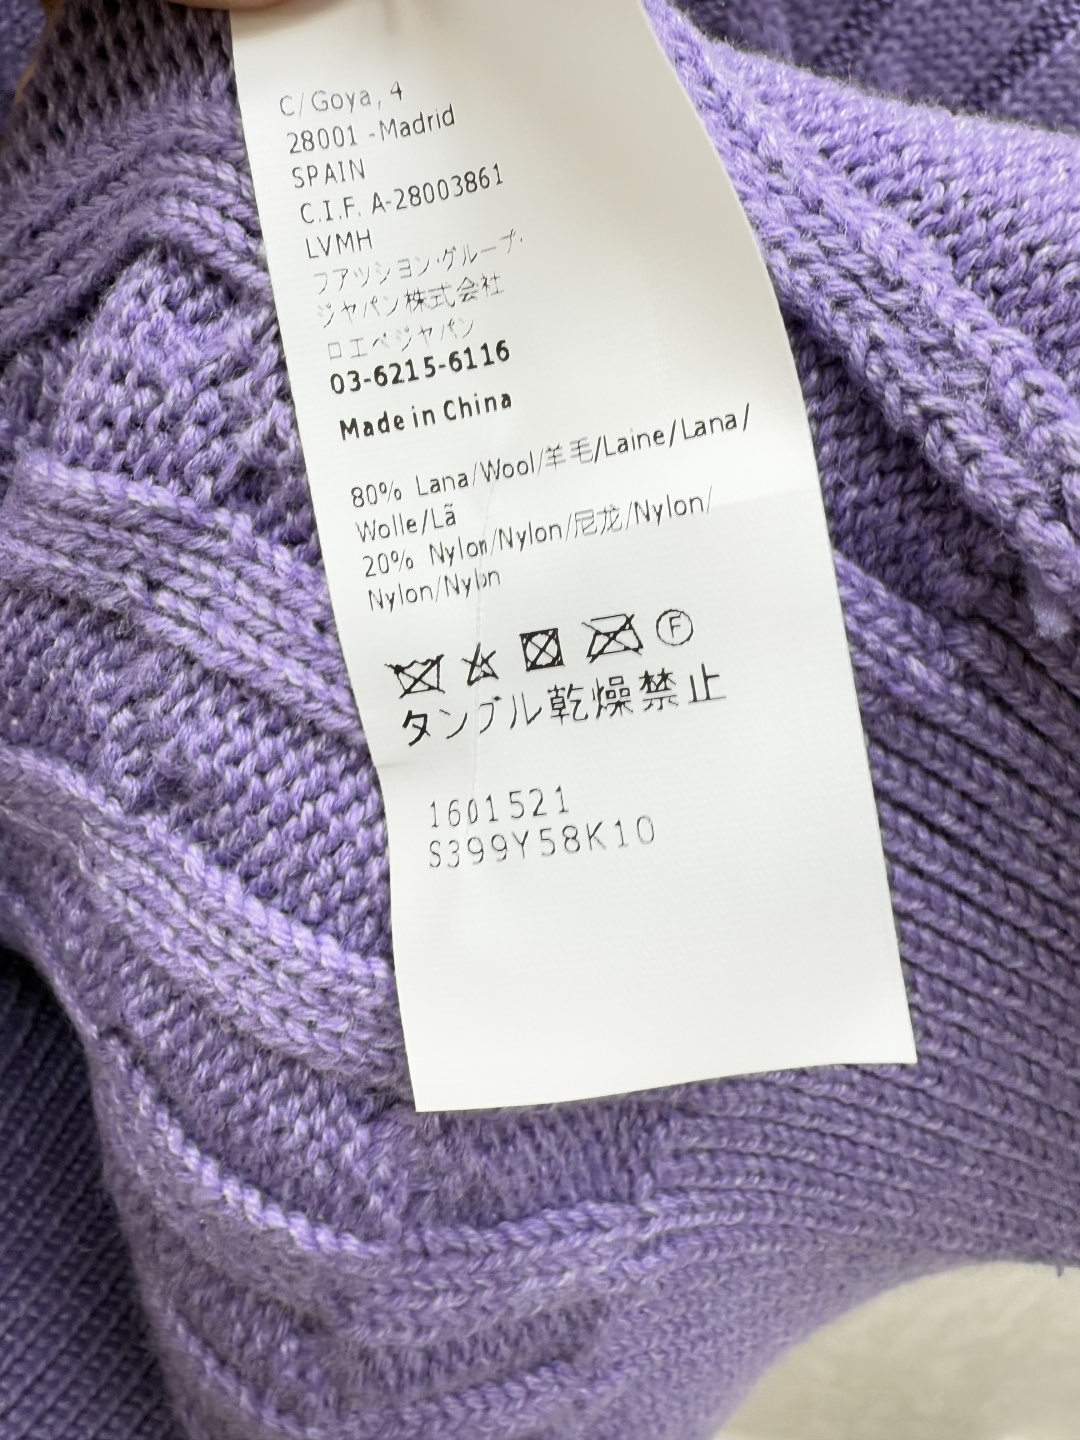 C/Goya, 4
28001 -Madrid
SPAIN
C.I.F. A-28003861
LVMH
ファッション・グループ・
ジャパン株式会社
ロエベジャパン
03-6215-6116
Made in China
80% Lana/Wool/羊毛/Laine/Lana/
Wolle/Lã
20% Nylon/Nylon/尼龙/Nylon/
Nylon/Nylon
F
タンブル乾燥禁止
1601521
S399Y58K10